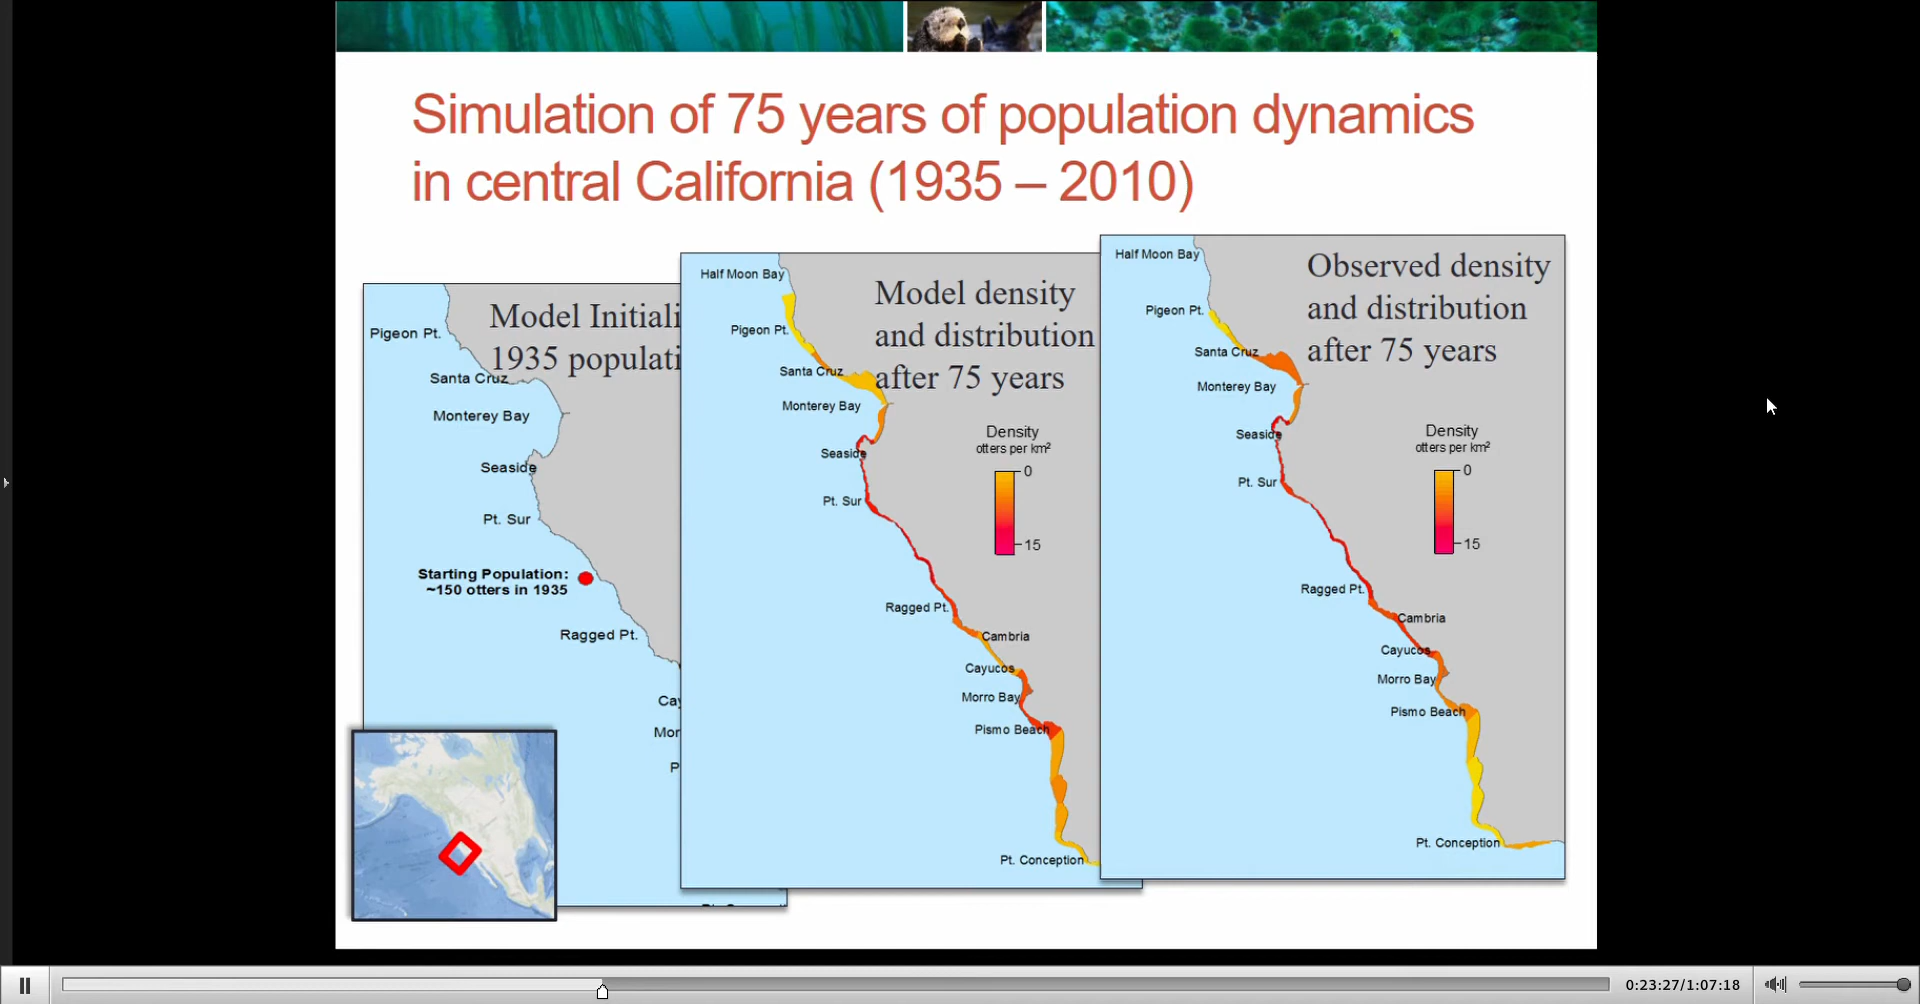 Simulation of 75 years of population dynamics
in central California (1935 – 2010)
Model Initiali
1935 populati
Pigeon Pt.
Santa Cruz
Monterey Bay
Seaside
Pt. Sur
Starting Population:
~150 otters in 1935
Ragged Pt.
Cay
Mor
P
Half Moon Bay
Model density
and distribution
after 75 years
Pigeon Pt.
Santa Cruz
Monterey Bay
Density
otters per km²
0
15
Seaside
Pt. Sur
Ragged Pt.
Cambria
Cayucos
Morro Bay
Pismo Beach
Pt. Conception
Half Moon Bay
Observed density
and distribution
after 75 years
Pigeon Pt.
Santa Cruz
Monterey Bay
Density
otters per km²
0
15
Seaside
Pt. Sur
Ragged Pt.
Cambria
Cayucos
Morro Bay
Pismo Beach
Pt. Conception
0:23:27/1:07:18